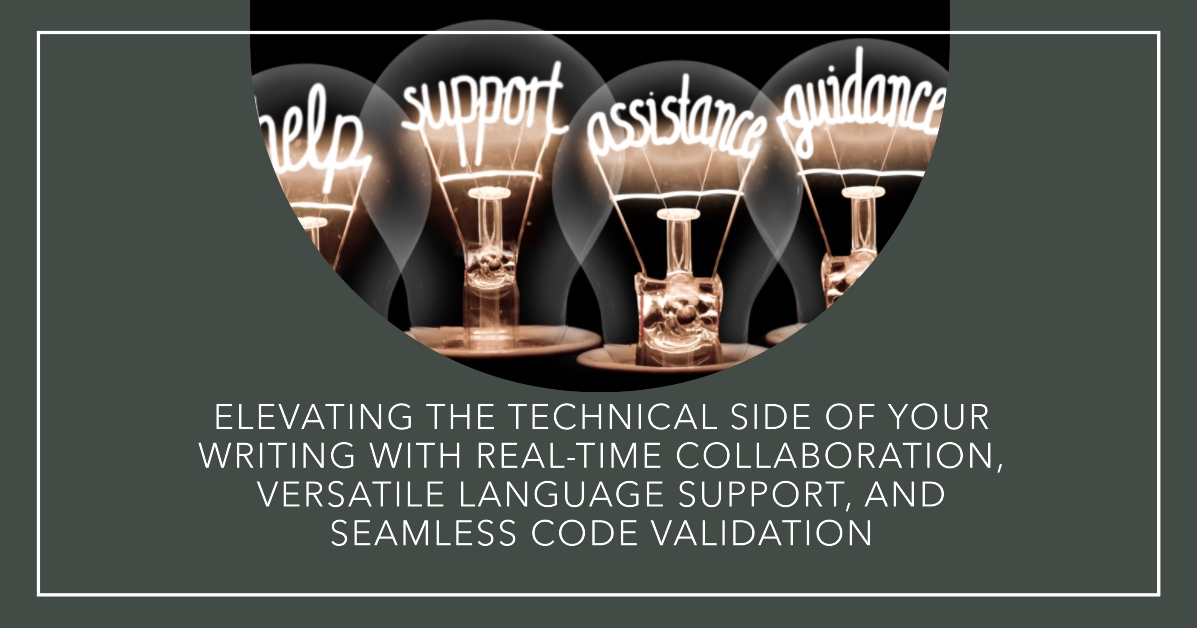 help
support
assistance
guidance
ELEVATING THE TECHNICAL SIDE OF YOUR
WRITING WITH REAL-TIME COLLABORATION,
VERSATILE LANGUAGE SUPPORT, AND
SEAMLESS CODE VALIDATION